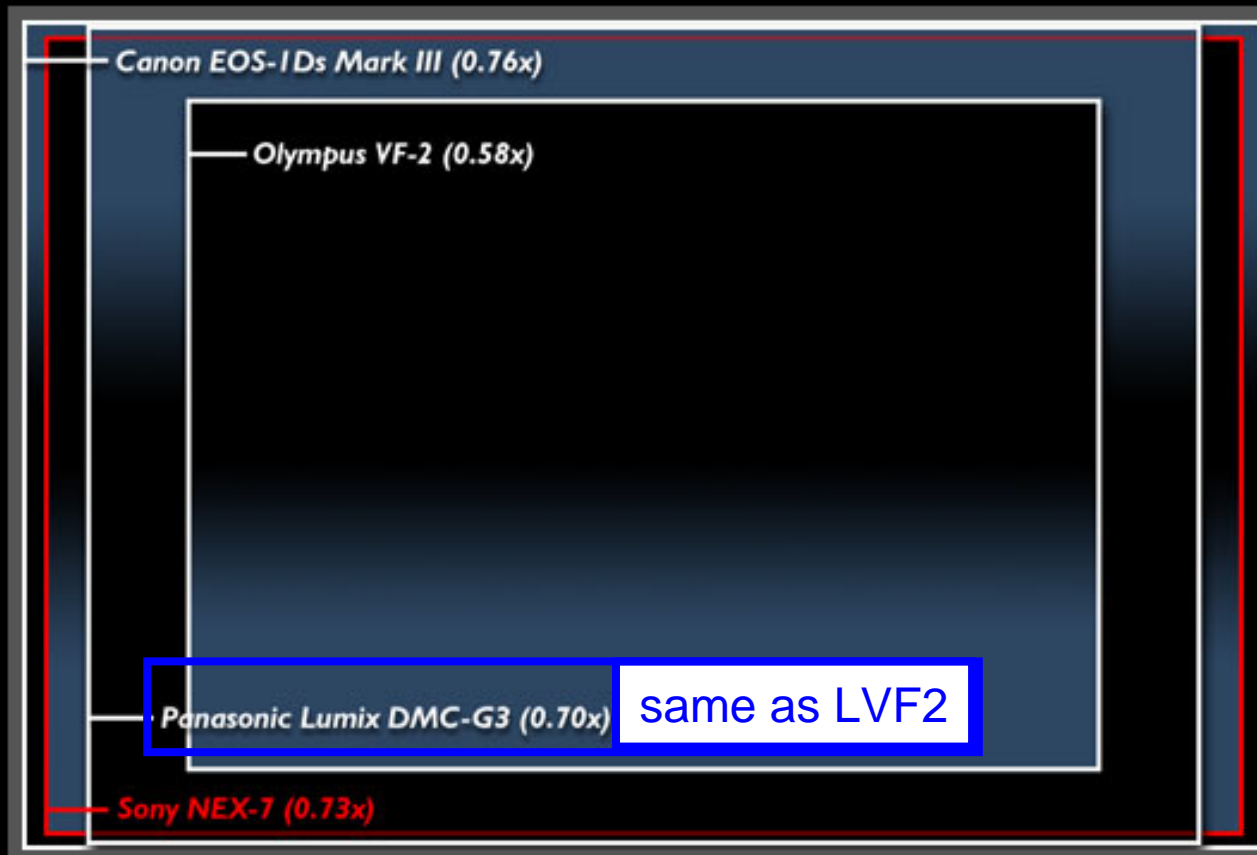 Canon EOS-1Ds Mark III (0.76x)
Olympus VF-2 (0.58x)
Panasonic Lumix DMC-G3 (0.70x)
same as LVF2
Sony NEX-7 (0.73x)